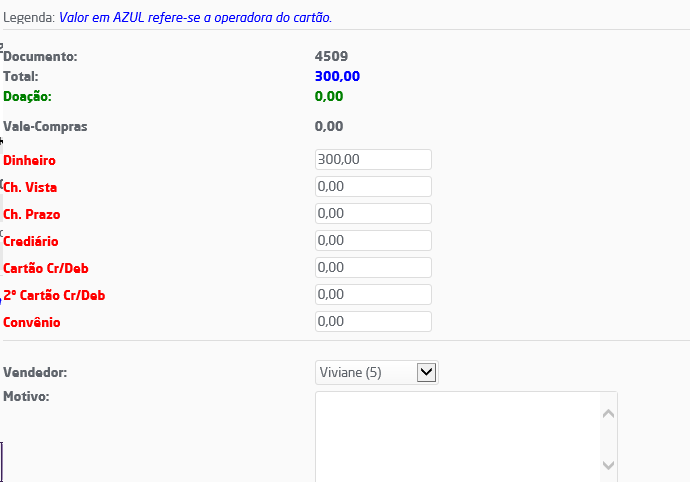 Legenda: Valor em AZUL refere-se a operadora do cartão.
Documento: 4509
Total: 300,00
Doação: 0,00
Vale-Compras 0,00
Dinheiro 300,00
Ch. Vista 0,00
Ch. Prazo 0,00
Crediário 0,00
Cartão Cr/Deb 0,00
2º Cartão Cr/Deb 0,00
Convênio 0,00
Vendedor: Viviane (5)
Motivo: